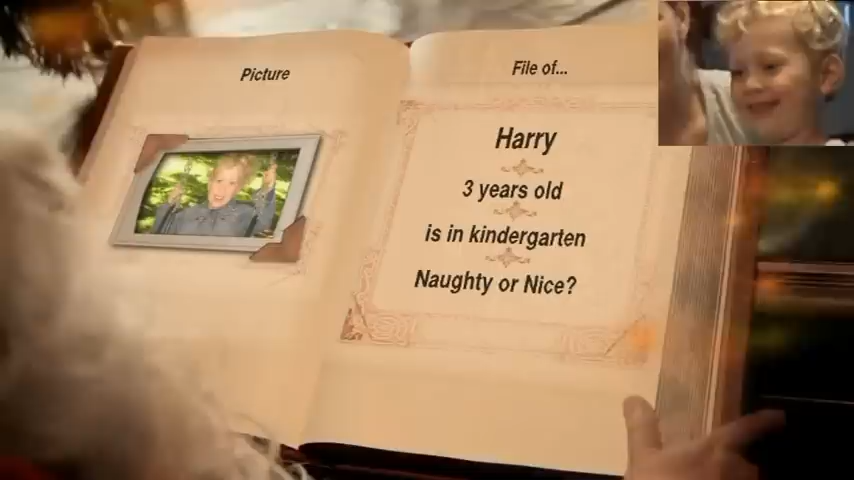 Picture
File of...
Harry
3 years old
is in kindergarten
Naughty or Nice?